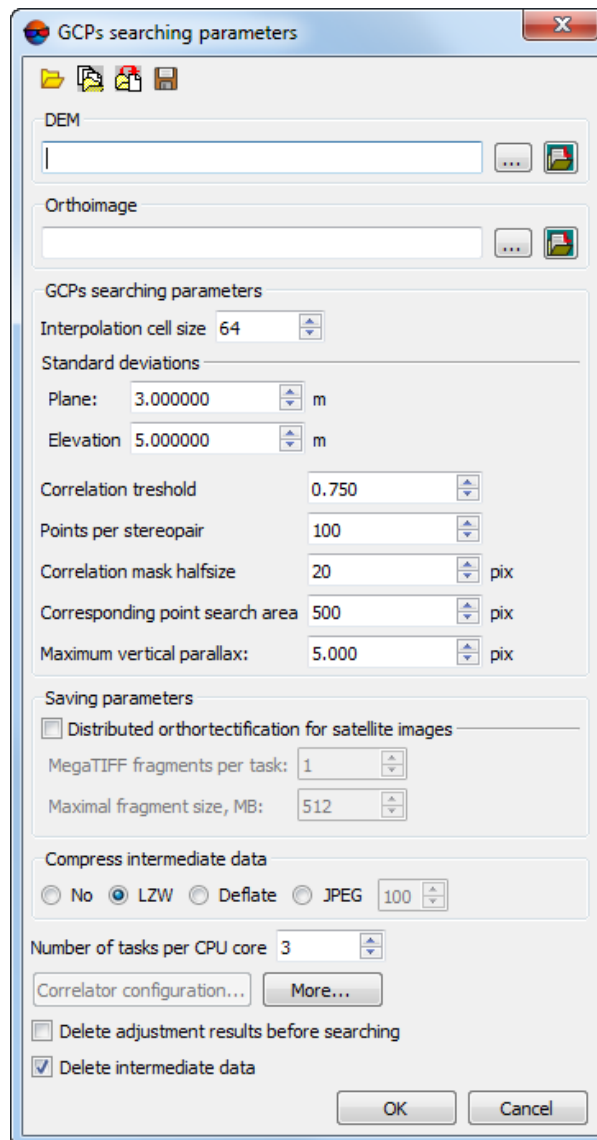 GCPs searching parameters
DEM
...
Orthoimage
...
GCPs searching parameters
Interpolation cell size 64
Standard deviations
Plane: 3.000000 m
Elevation 5.000000 m
Correlation treshold 0.750
Points per stereopair 100
Correlation mask halfsize 20 pix
Corresponding point search area 500 pix
Maximum vertical parallax: 5.000 pix
Saving parameters
Distributed orthortectification for satellite images
MegaTIFF fragments per task: 1
Maximal fragment size, MB: 512
Compress intermediate data
No LZW Deflate JPEG 100
Number of tasks per CPU core 3
Correlator configuration... More...
Delete adjustment results before searching
Delete intermediate data
OK Cancel